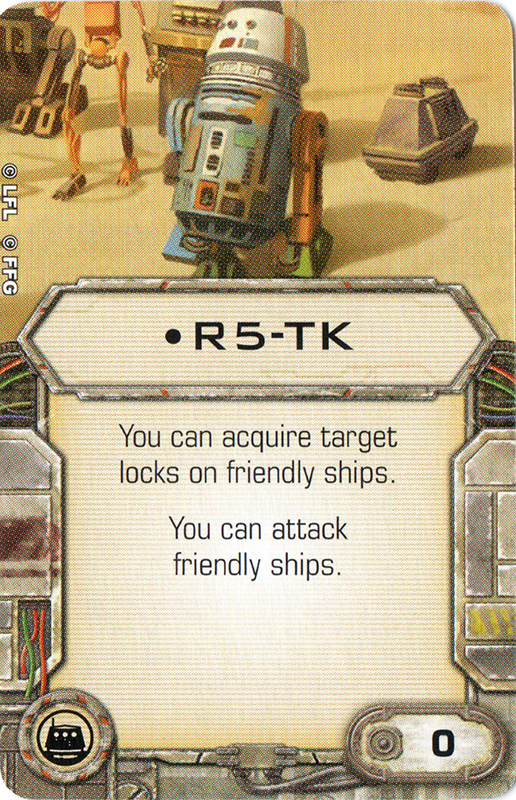 © LFL © FFG
• R5-TK
You can acquire target
locks on friendly ships.
You can attack
friendly ships.
0